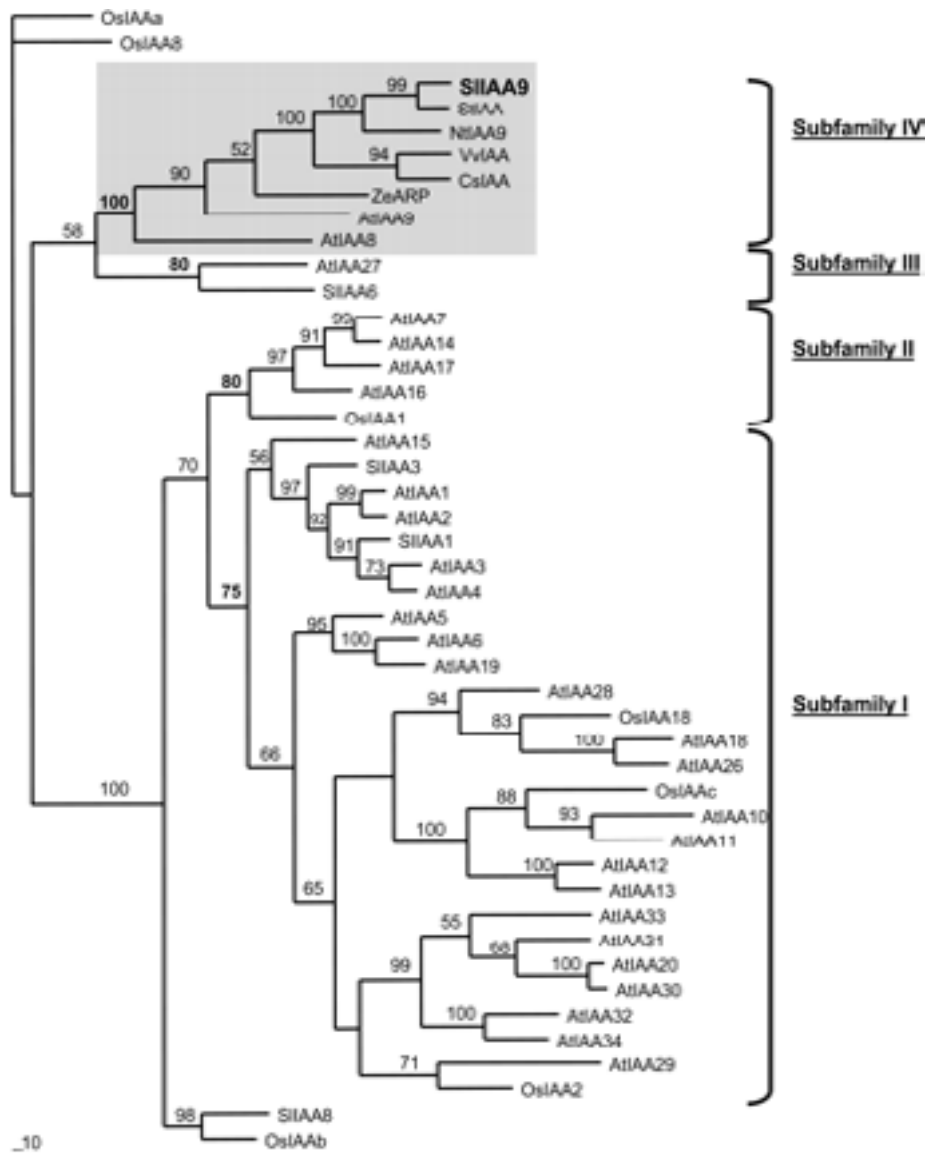 OsIAAa
OsIAA8
99
SlIAA9
100
StIAA
100
NtIAA9
52
94
VvIAA
CsIAA
90
ZeARP
100
AtIAA9
58
AtIAA8
Subfamily IV
80
AtIAA27
SlIAA6
Subfamily III
99
AtIAA7
91
AtIAA14
97
AtIAA17
80
AtIAA16
OsIAA1
Subfamily II
70
56
AtIAA15
97
SlIAA3
99
AtIAA1
92
AtIAA2
91
SlIAA1
73
AtIAA3
AtIAA4
75
95
AtIAA5
100
AtIAA6
AtIAA19
66
94
AtIAA28
83
OsIAA18
100
AtIAA18
AtIAA26
Subfamily I
100
88
OsIAAc
93
AtIAA10
AtIAA11
100
100
AtIAA12
AtIAA13
65
55
AtIAA33
68
AtIAA31
99
100
AtIAA20
AtIAA30
100
AtIAA32
AtIAA34
71
AtIAA29
OsIAA2
98
SlIAA8
OsIAAb
_10